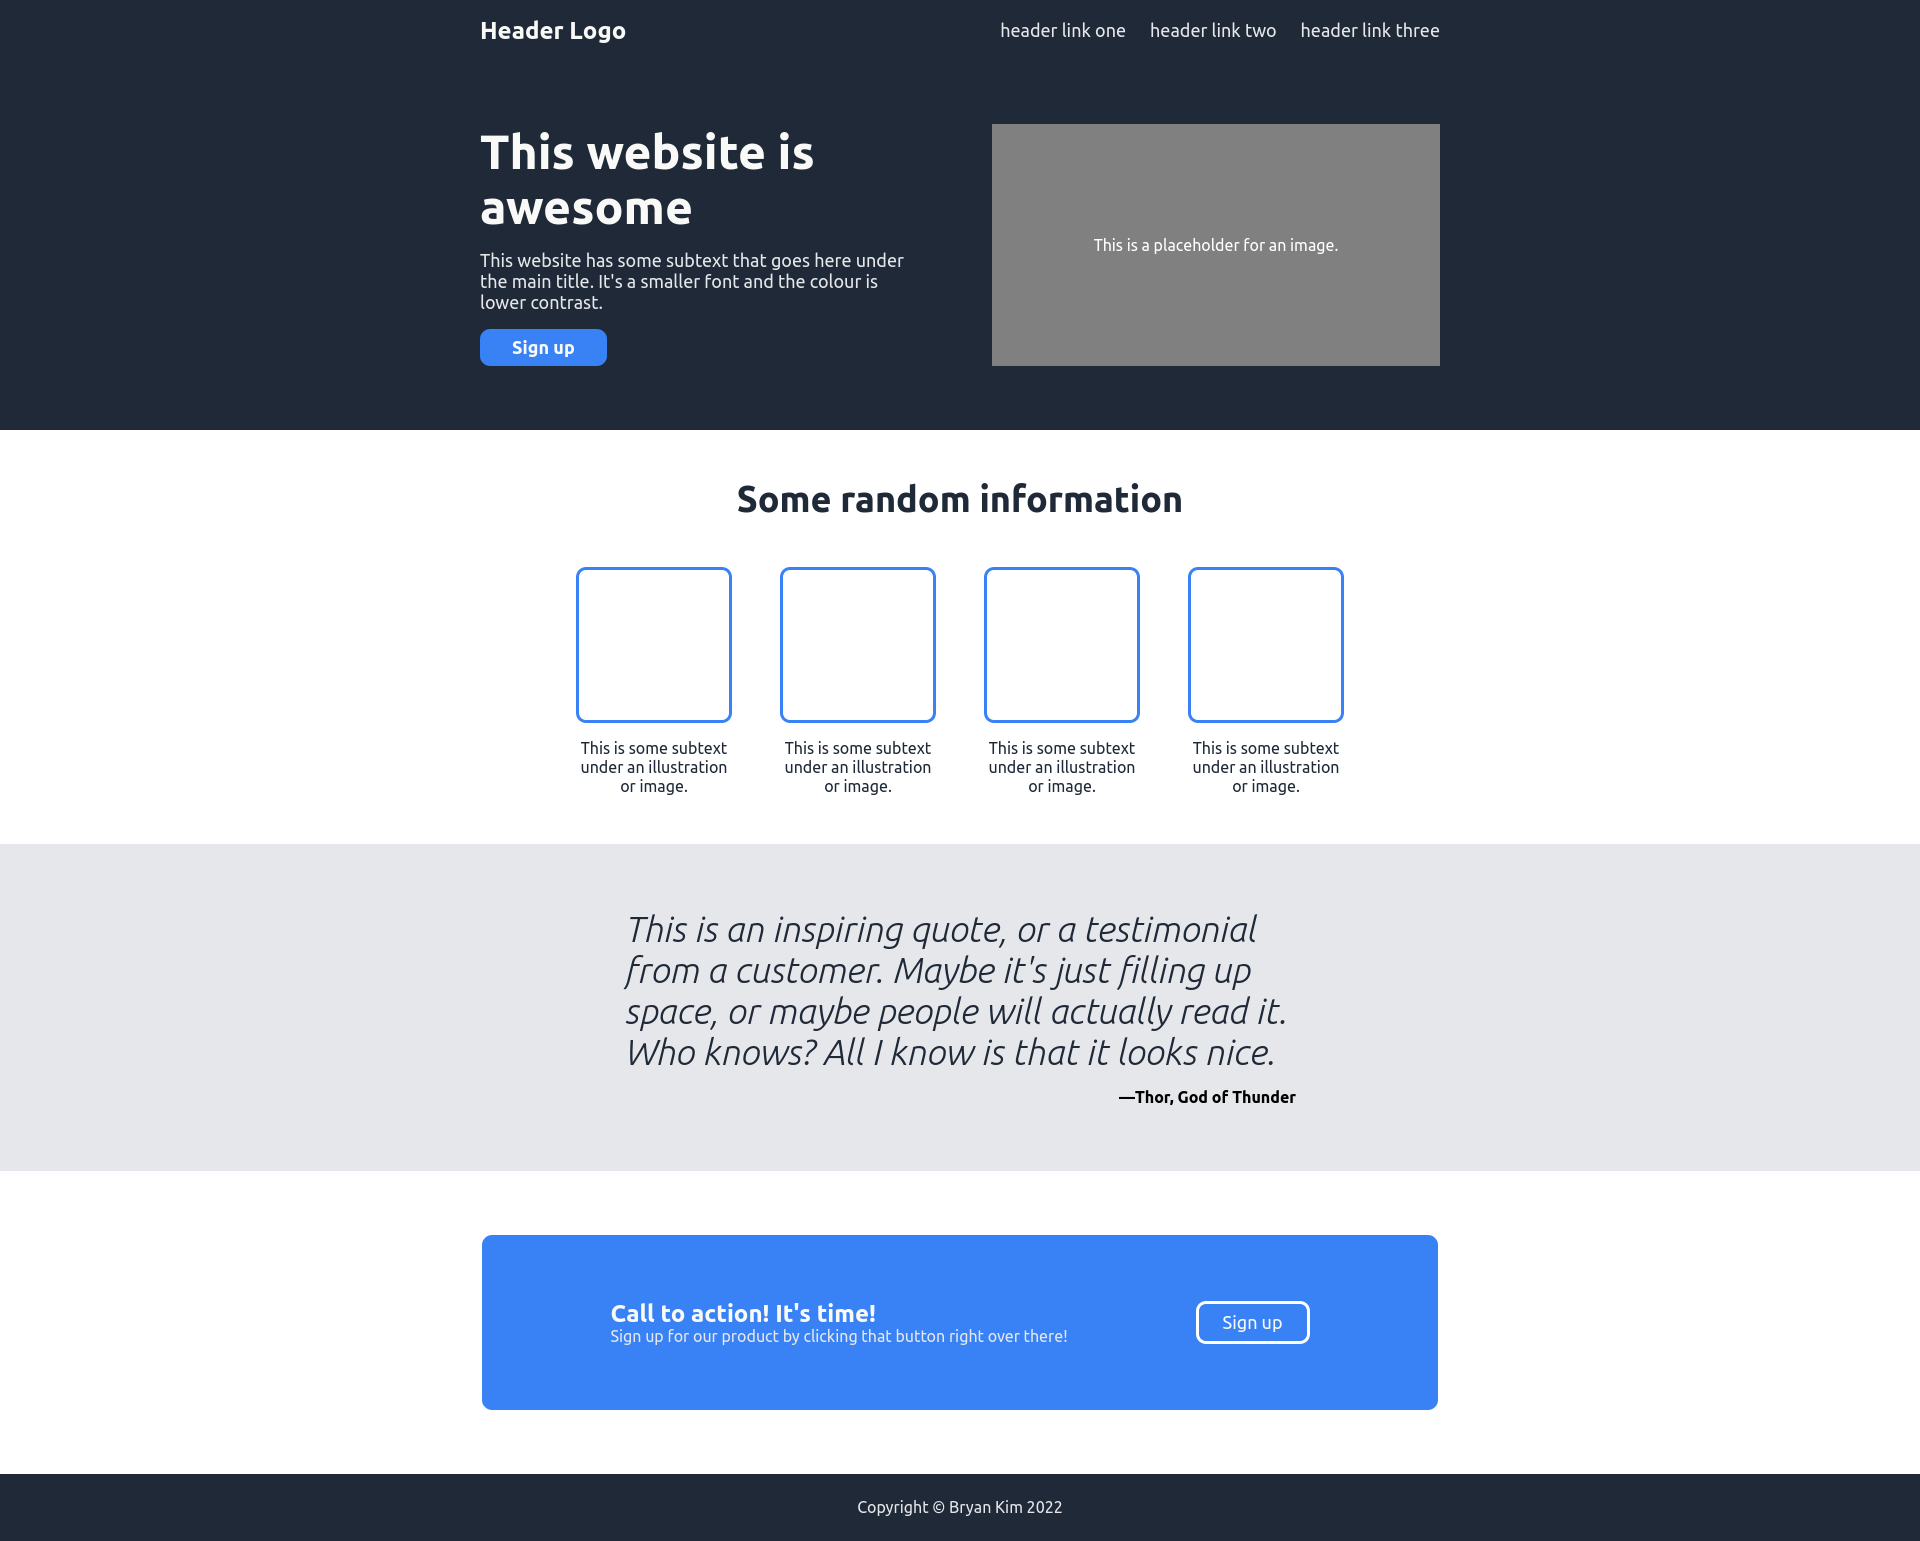 Header Logo
header link one
header link two
header link three
This website is
awesome
This website has some subtext that goes here under
the main title. It's a smaller font and the colour is
lower contrast.
Sign up
This is a placeholder for an image.
Some random information
This is some subtext
under an illustration
or image.
This is some subtext
under an illustration
or image.
This is some subtext
under an illustration
or image.
This is some subtext
under an illustration
or image.
This is an inspiring quote, or a testimonial
from a customer. Maybe it's just filling up
space, or maybe people will actually read it.
Who knows? All I know is that it looks nice.
—Thor, God of Thunder
Call to action! It's time!
Sign up for our product by clicking that button right over there!
Sign up
Copyright © Bryan Kim 2022